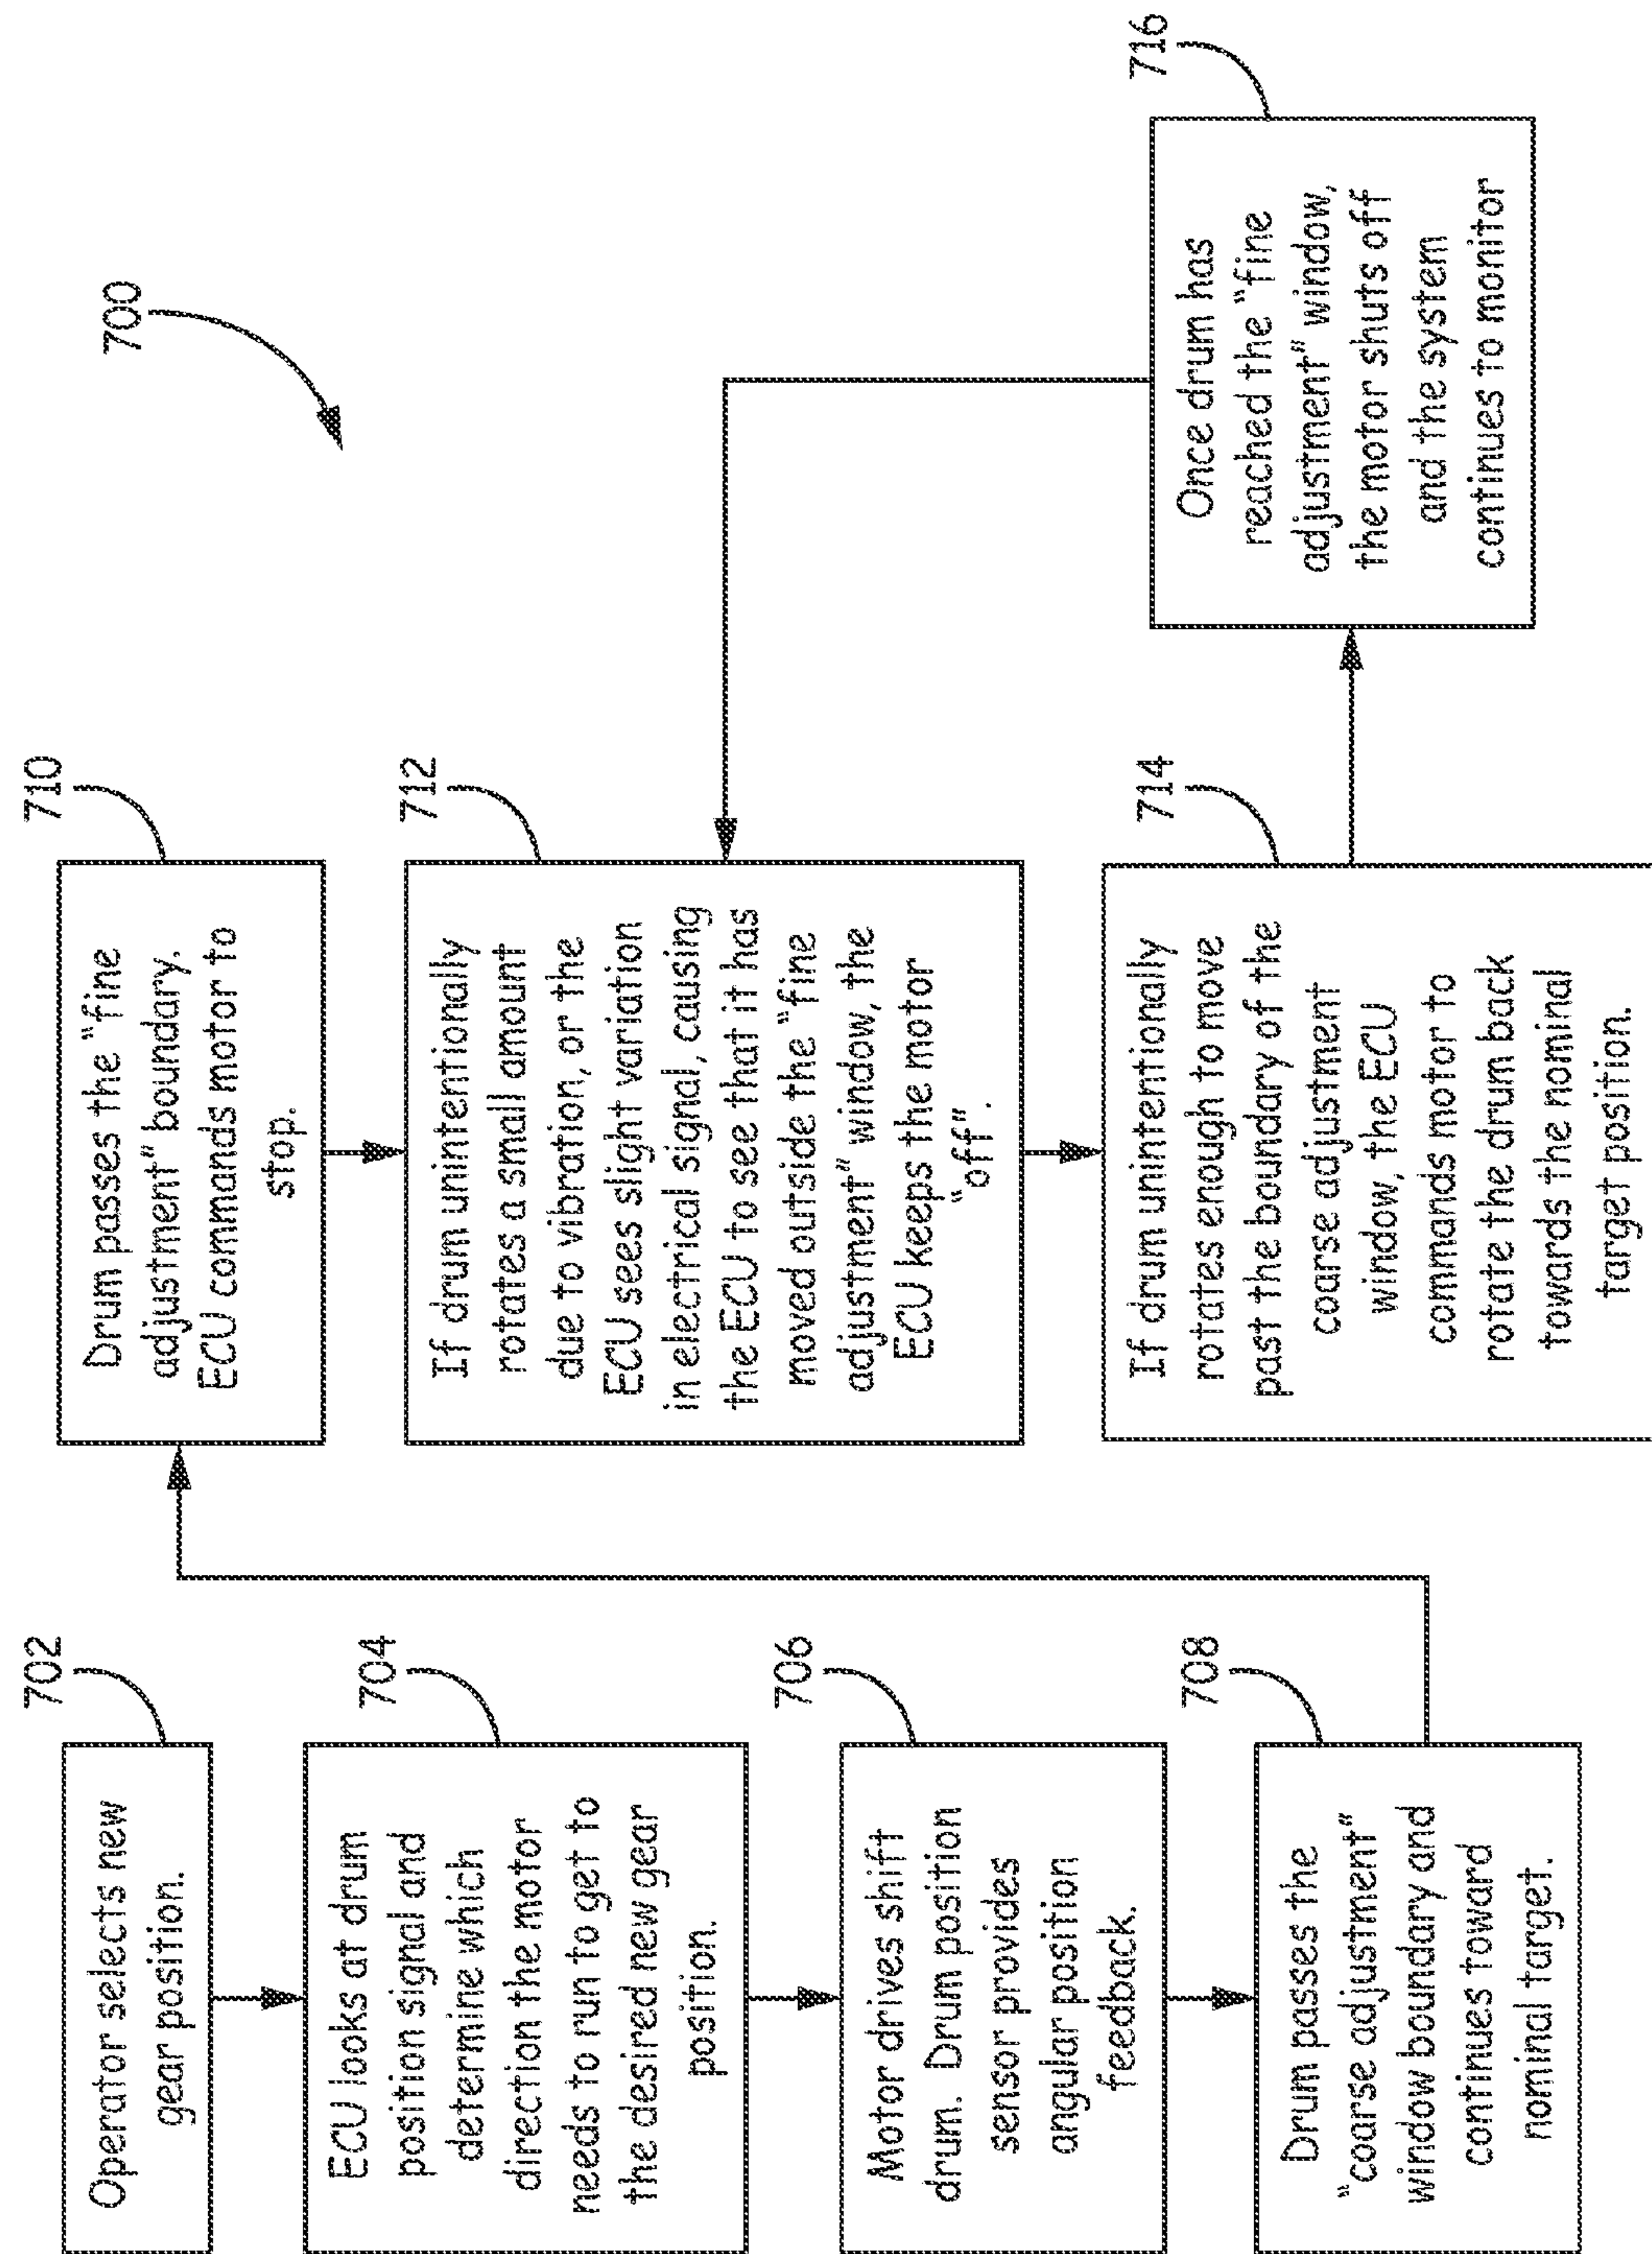 700
702
Operator selects new
gear position.
704
ECU looks at drum
position signal and
determine which
direction the motor
needs to run to get to
the desired new gear
position.
706
Motor drives shift
drum. Drum position
sensor provides
angular position
feedback.
708
Drum passes the
“coarse adjustment”
window boundary and
continues toward
nominal target.
710
Drum passes the “fine
adjustment” boundary.
ECU commands motor to
stop.
712
If drum unintentionally
rotates a small amount
due to vibration, or the
ECU sees slight variation
in electrical signal, causing
the ECU to see that it has
moved outside the “fine
adjustment” window, the
ECU keeps the motor
“off”.
714
If drum unintentionally
rotates enough to move
past the boundary of the
coarse adjustment
window, the ECU
commands motor to
rotate the drum back
towards the nominal
target position.
716
Once drum has
reached the “fine
adjustment” window,
the motor shuts off
and the system
continues to monitor